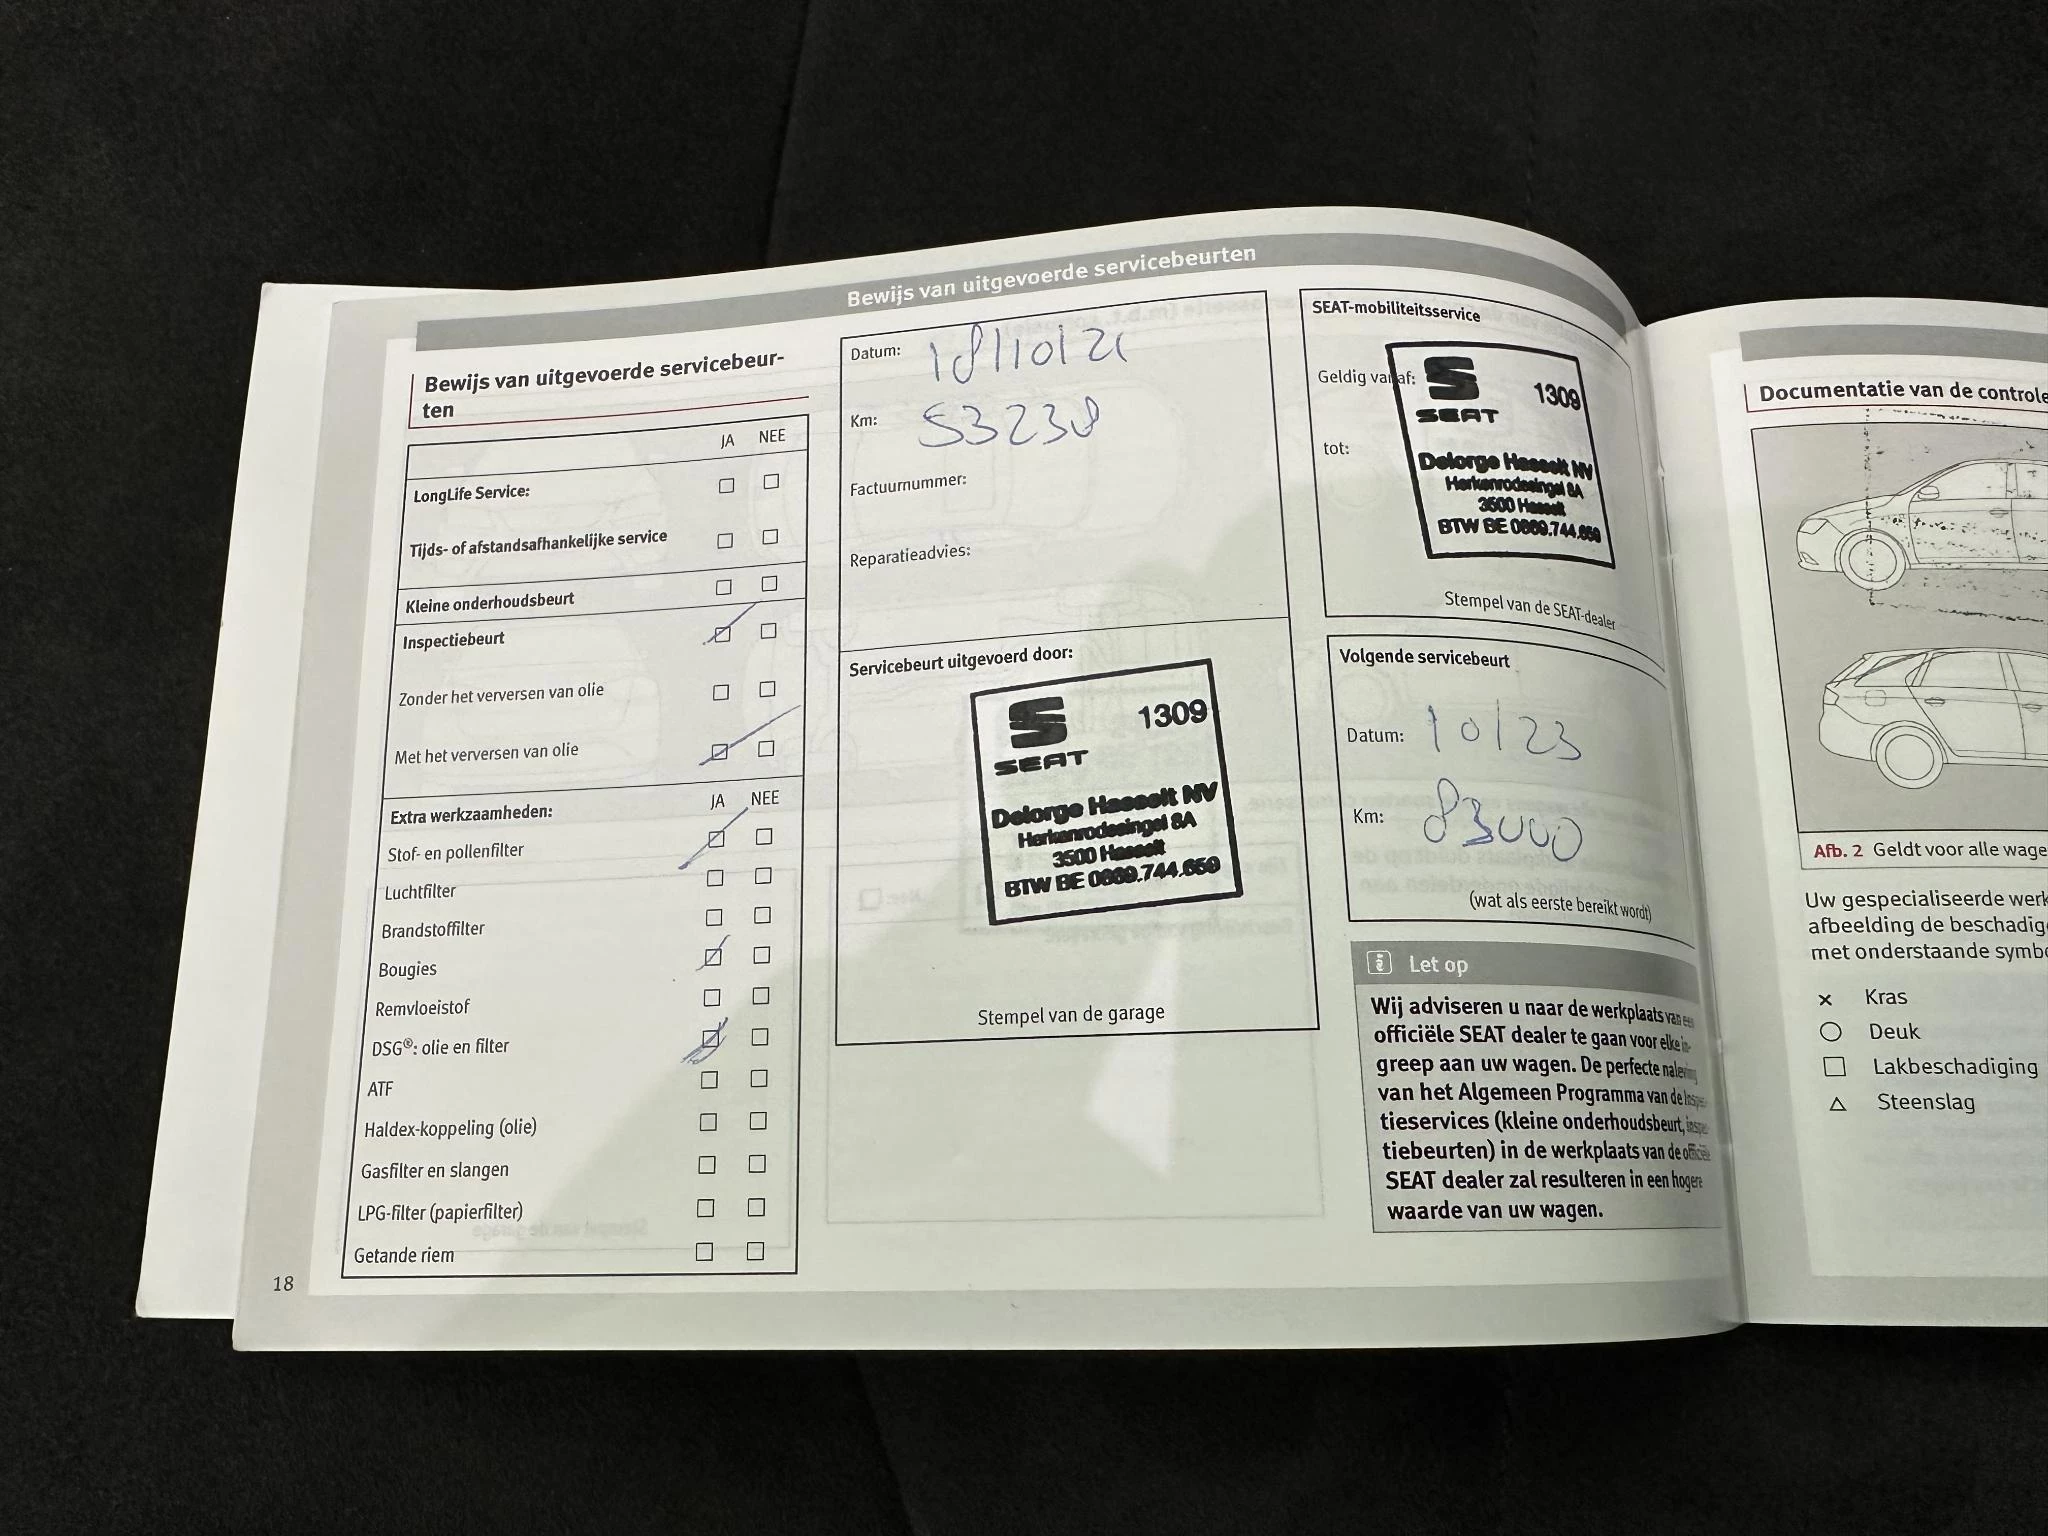 Bewijs van uitgevoerde servicebeurten
Bewijs van uitgevoerde servicebeur-
ten
JA NEE
LongLife Service:
Tijds- of afstandsafhankelijke service
Kleine onderhoudsbeurt
Inspectiebeurt
Zonder het verversen van olie
Met het verversen van olie
Extra werkzaamheden: JA NEE
Stof- en pollenfilter
Luchtfilter
Brandstoffilter
Bougies
Remvloeistof
DSG®: olie en filter
ATF
Haldex-koppeling (olie)
Gasfilter en slangen
LPG-filter (papierfilter)
Getande riem
18
Datum: 18/10/21
Km: 53238
Factuurnummer:
Reparatieadvies:
Servicebeurt uitgevoerd door:
1309
SEAT
Delorge Hasselt NV
Herkenrodesingel 8A
3500 Hasselt
BTW BE 0869.744.659
Stempel van de garage
SEAT-mobiliteitsservice
Geldig vanaf:
tot:
1309
SEAT
Delorge Hasselt NV
Herkenrodesingel 8A
3500 Hasselt
BTW BE 0869.744.659
Stempel van de SEAT-dealer
Volgende servicebeurt
Datum: 10/23
Km: 83000
(wat als eerste bereikt wordt)
Let op
Wij adviseren u naar de werkplaats van een
officiële SEAT dealer te gaan voor elke in-
greep aan uw wagen. De perfecte naleving
van het Algemeen Programma van de Inspec-
tieservices (kleine onderhoudsbeurt, inspec-
tiebeurten) in de werkplaats van de officiële
SEAT dealer zal resulteren in een hogere
waarde van uw wagen.
Documentatie van de controle
Afb. 2 Geldt voor alle wage
Uw gespecialiseerde werk
afbeelding de beschadig
met onderstaande symbo
Kras
Deuk
Lakbeschadiging
Steenslag